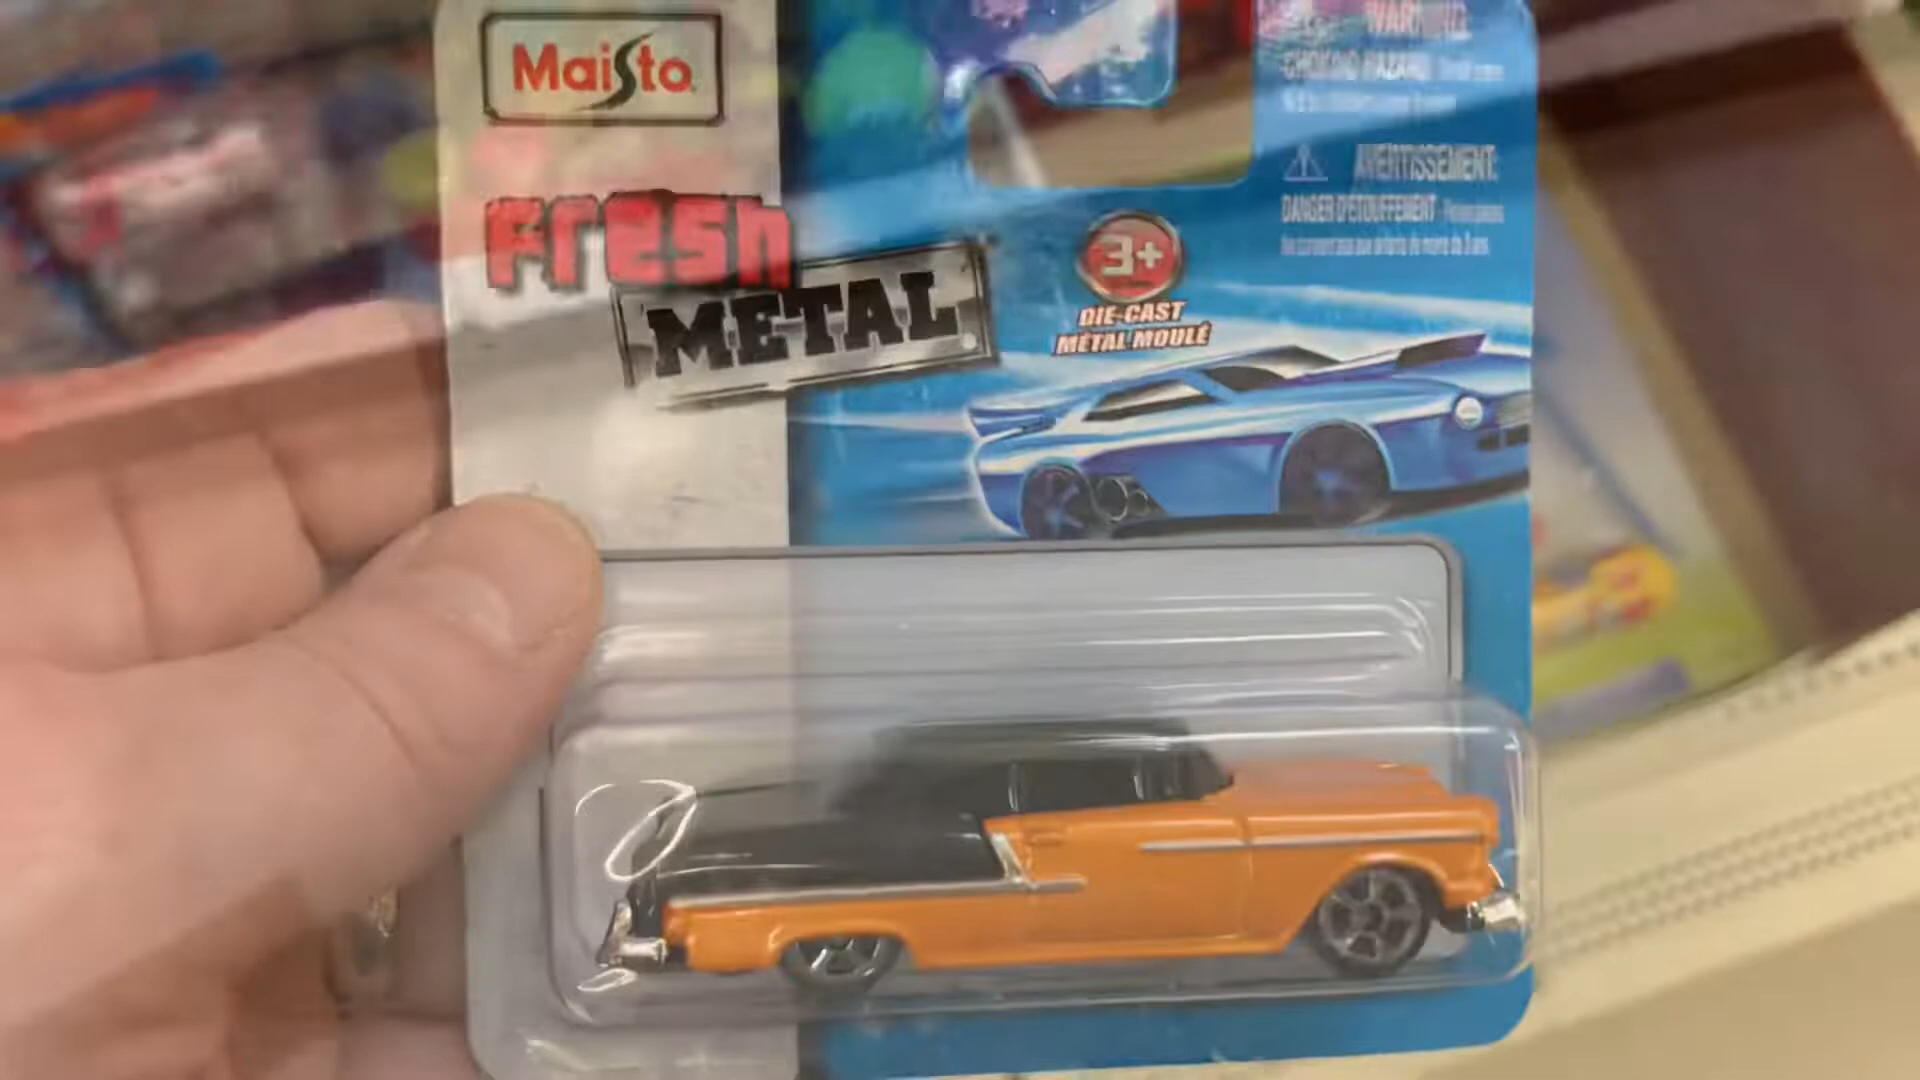 Maisto
Fresh
METAL
3+
DIE-CAST
MÉTAL MOULÉ
WARNING:
CHOKING HAZARD
AVERTISSEMENT:
DANGER D'ÉTOUFFEMENT